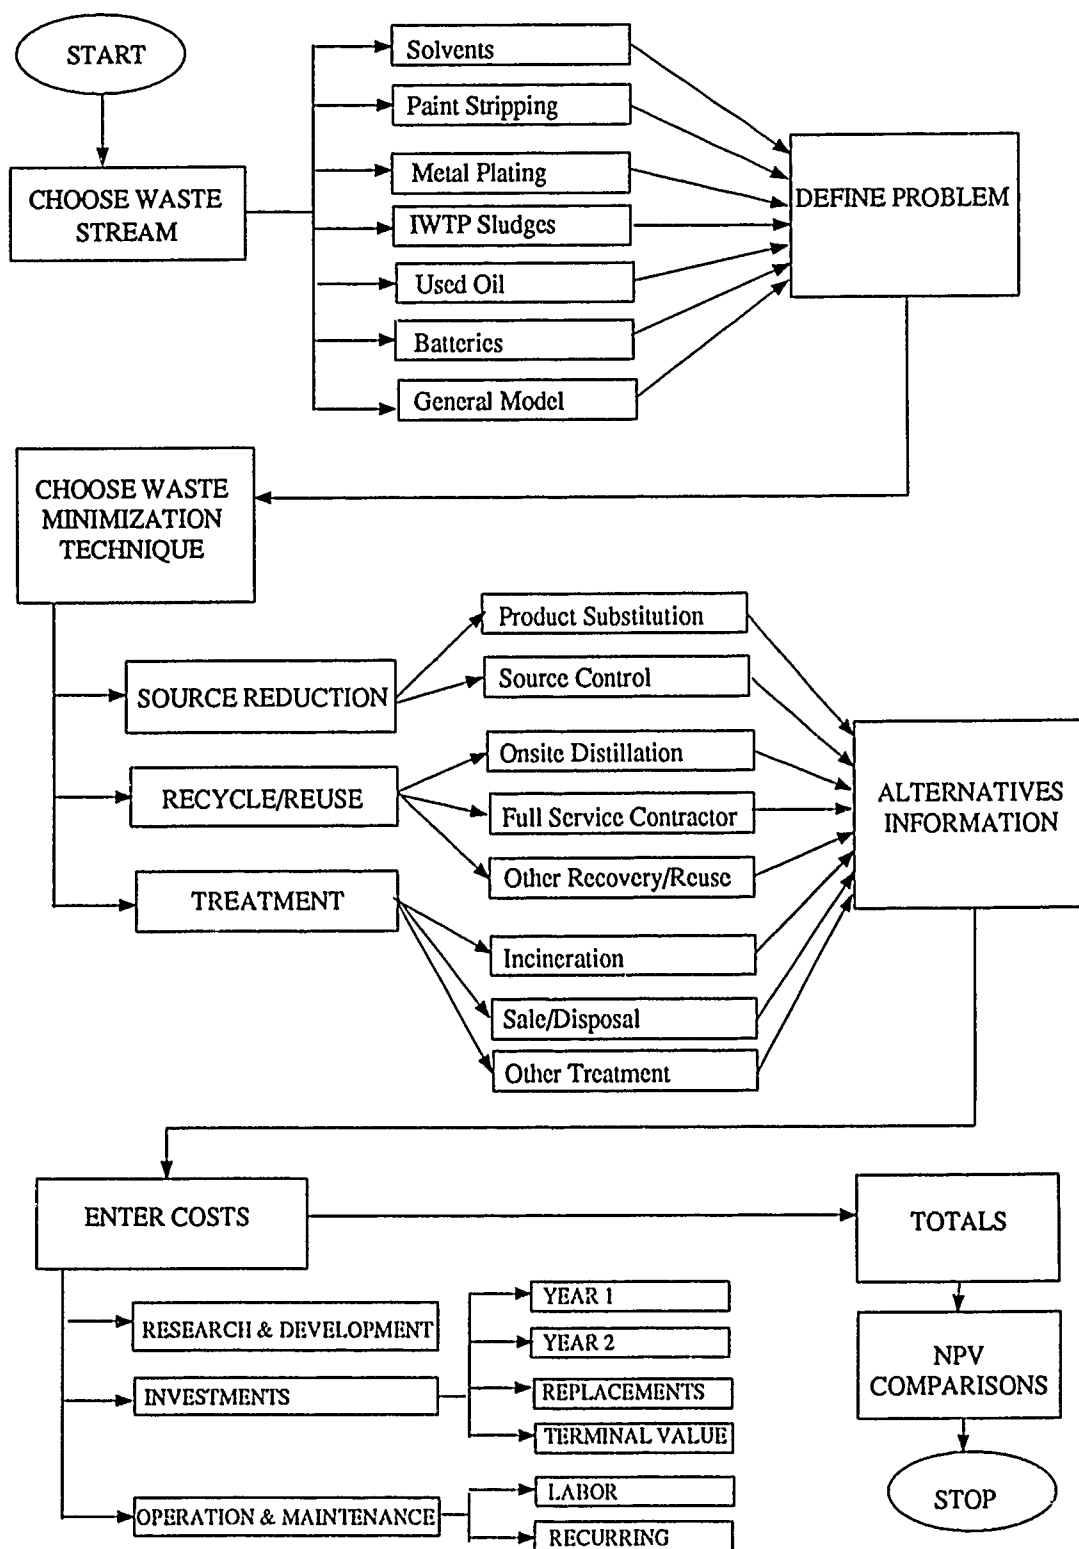 START
CHOOSE WASTE
STREAM
Solvents
Paint Stripping
Metal Plating
IWTP Sludges
Used Oil
Batteries
General Model
DEFINE PROBLEM
CHOOSE WASTE
MINIMIZATION
TECHNIQUE
SOURCE REDUCTION
RECYCLE/REUSE
TREATMENT
Product Substitution
Source Control
Onsite Distillation
Full Service Contractor
Other Recovery/Reuse
Incineration
Sale/Disposal
Other Treatment
ALTERNATIVES
INFORMATION
ENTER COSTS
RESEARCH & DEVELOPMENT
INVESTMENTS
OPERATION & MAINTENANCE
YEAR 1
YEAR 2
REPLACEMENTS
TERMINAL VALUE
LABOR
RECURRING
TOTALS
NPV
COMPARISONS
STOP